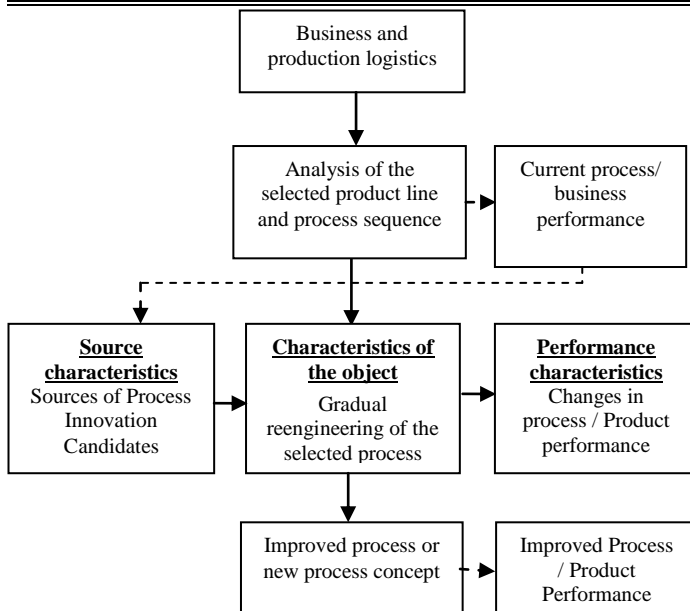 Business and
production logistics
Analysis of the
selected product line
and process sequence
Current process/
business
performance
Source
characteristics
Sources of Process
Innovation
Candidates
Characteristics of
the object
Gradual
reengineering of the
selected process
Performance
characteristics
Changes in
process / Product
performance
Improved process or
new process concept
Improved Process
/ Product
Performance